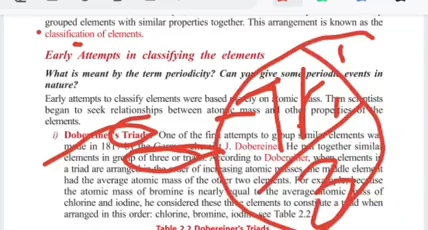 grouped elements with similar properties together. This arrangement is known as the
classification of elements.
Early Attempts in classifying the elements
What is meant by the term periodicity? Can you give some periodic events in
nature?
Early attempts to classify elements were based merely on atomic mass. Then scientists
began to seek relationships between atomic mass and other properties of the
elements.
i) Dobereiner's Triads: One of the first attempts to group similar elements was
made in 1817 by the German J. Dobereiner. He put together similar
elements in group of three or triads. According to Dobereiner, when elements in
a triad are arranged in the order of increasing atomic masses, the middle element
had the average atomic mass of the other two elements. For example, because
the atomic mass of bromine is nearly equal to the average atomic mass of
chlorine and iodine, he considered these three elements to constitute a triad when
arranged in this order: chlorine, bromine, iodine see Table 2.2
Table 2.2 Dobereiner's Triads